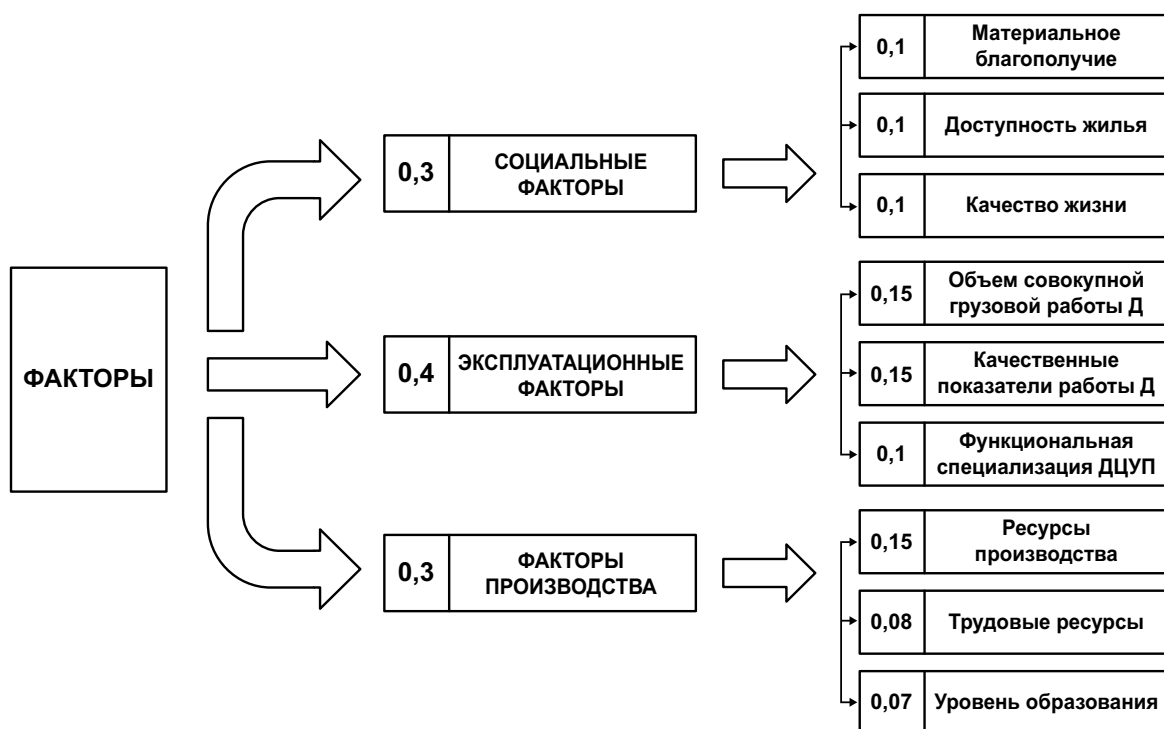 ФАКТОРЫ
0,3
СОЦИАЛЬНЫЕ
ФАКТОРЫ
0,1
Материальное
благополучие
0,1
Доступность жилья
0,1
Качество жизни
0,4
ЭКСПЛУАТАЦИОННЫЕ
ФАКТОРЫ
0,15
Объем совокупной
грузовой работы Д
0,15
Качественные
показатели работы Д
0,1
Функциональная
специализация ДЦУП
0,3
ФАКТОРЫ
ПРОИЗВОДСТВА
0,15
Ресурсы
производства
0,08
Трудовые ресурсы
0,07
Уровень образования